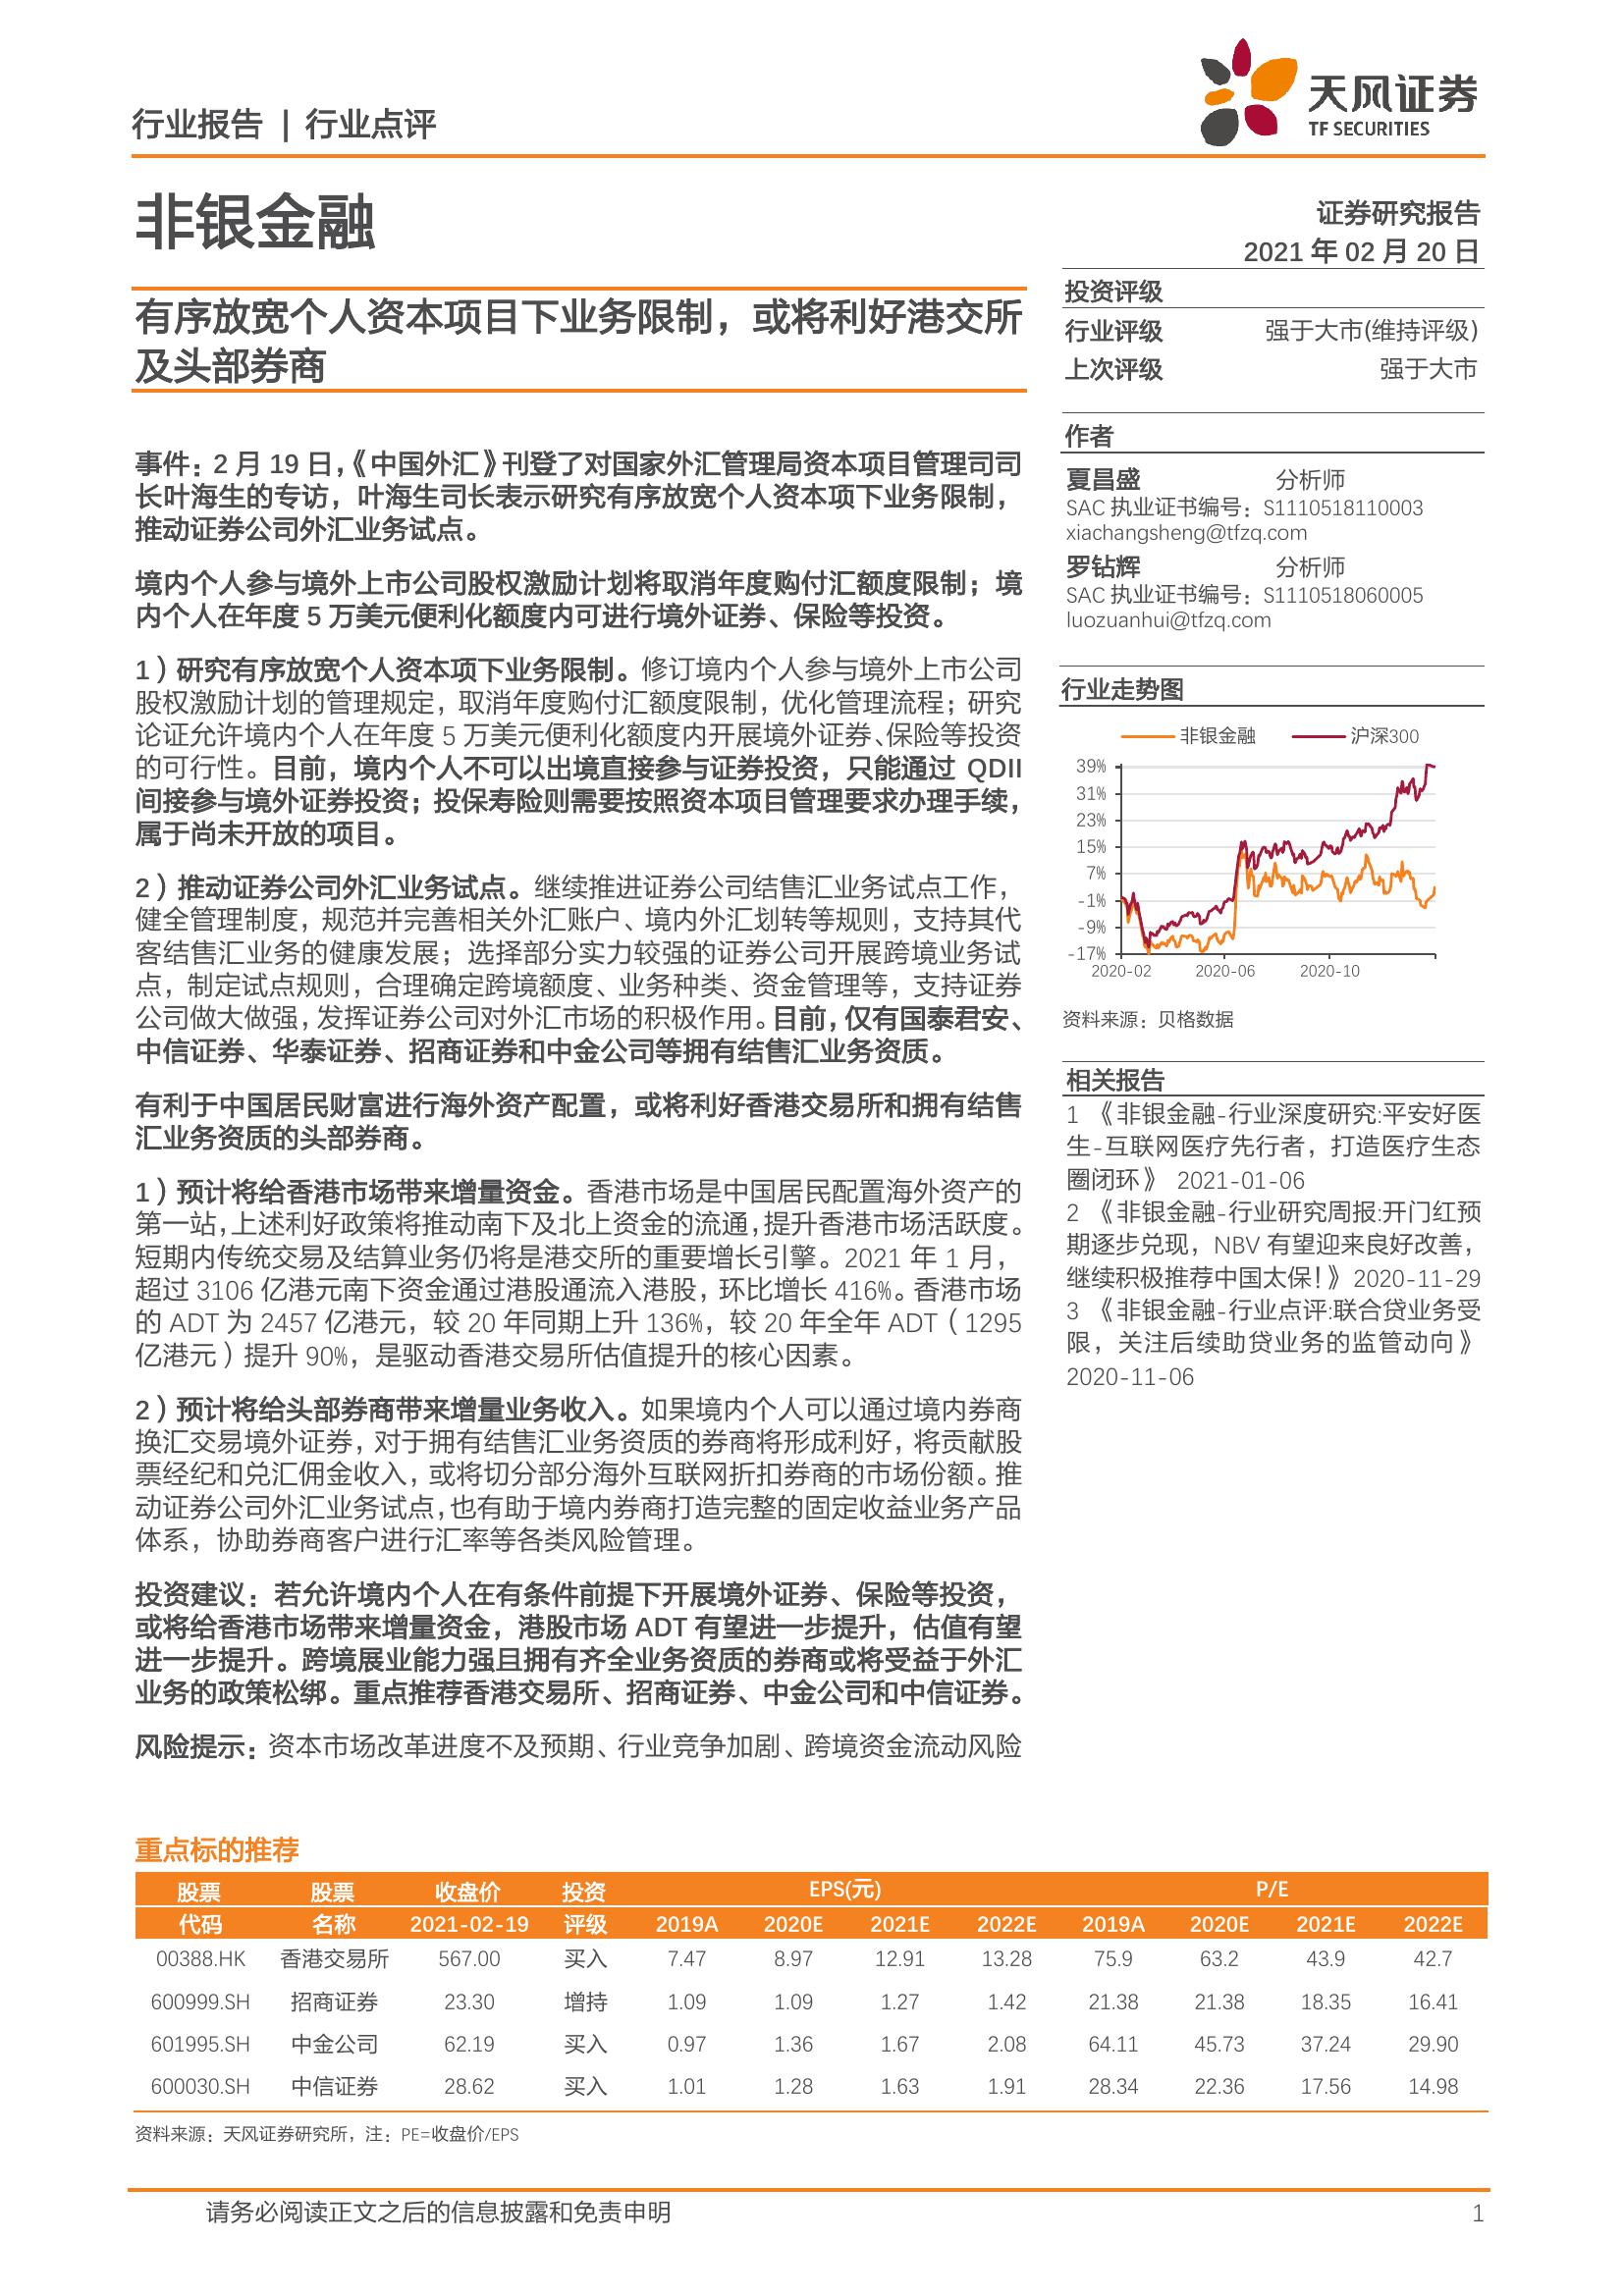 行业报告 | 行业点评
天风证券
TF SECURITIES
非银金融
证券研究报告
2021 年 02 月 20 日
有序放宽个人资本项目下业务限制，或将利好港交所
及头部券商
事件：2 月 19 日，《中国外汇》刊登了对国家外汇管理局资本项目管理司司
长叶海生的专访，叶海生司长表示研究有序放宽个人资本项下业务限制，
推动证券公司外汇业务试点。
境内个人参与境外上市公司股权激励计划将取消年度购付汇额度限制；境
内个人在年度 5 万美元便利化额度内可进行境外证券、保险等投资。
1）研究有序放宽个人资本项下业务限制。修订境内个人参与境外上市公司
股权激励计划的管理规定，取消年度购付汇额度限制，优化管理流程；研究
论证允许境内个人在年度 5 万美元便利化额度内开展境外证券、保险等投资
的可行性。目前，境内个人不可以出境直接参与证券投资，只能通过 QDII
间接参与境外证券投资；投保寿险则需要按照资本项目管理要求办理手续，
属于尚未开放的项目。
2）推动证券公司外汇业务试点。继续推进证券公司结售汇业务试点工作，
健全管理制度，规范并完善相关外汇账户、境内外汇划转等规则，支持其代
客结售汇业务的健康发展；选择部分实力较强的证券公司开展跨境业务试
点，制定试点规则，合理确定跨境额度、业务种类、资金管理等，支持证券
公司做大做强，发挥证券公司对外汇市场的积极作用。目前，仅有国泰君安、
中信证券、华泰证券、招商证券和中金公司等拥有结售汇业务资质。
有利于中国居民财富进行海外资产配置，或将利好香港交易所和拥有结售
汇业务资质的头部券商。
1）预计将给香港市场带来增量资金。香港市场是中国居民配置海外资产的
第一站，上述利好政策将推动南下及北上资金的流通，提升香港市场活跃度。
短期内传统交易及结算业务仍将是港交所的重要增长引擎。2021 年 1 月，
超过 3106 亿港元南下资金通过港股通流入港股，环比增长 416%。香港市场
的 ADT 为 2457 亿港元，较 20 年同期上升 136%，较 20 年全年 ADT（1295
亿港元）提升 90%，是驱动香港交易所估值提升的核心因素。
2）预计将给头部券商带来增量业务收入。如果境内个人可以通过境内券商
换汇交易境外证券，对于拥有结售汇业务资质的券商将形成利好，将贡献股
票经纪和兑汇佣金收入，或将切分部分海外互联网折扣券商的市场份额。推
动证券公司外汇业务试点，也有助于境内券商打造完整的固定收益业务产品
体系，协助券商客户进行汇率等各类风险管理。
投资建议：若允许境内个人在有条件前提下开展境外证券、保险等投资，
或将给香港市场带来增量资金，港股市场 ADT 有望进一步提升，估值有望
进一步提升。跨境展业能力强且拥有齐全业务资质的券商或将受益于外汇
业务的政策松绑。重点推荐香港交易所、招商证券、中金公司和中信证券。
风险提示：资本市场改革进度不及预期、行业竞争加剧、跨境资金流动风险
投资评级
行业评级 强于大市(维持评级)
上次评级 强于大市
作者
夏昌盛 分析师
SAC 执业证书编号：S1110518110003
xiachangsheng@tfzq.com
罗钻辉 分析师
SAC 执业证书编号：S1110518060005
luozuanhui@tfzq.com
行业走势图
非银金融 沪深300
39%
31%
23%
15%
7%
-1%
-9%
-17%
2020-02 2020-06 2020-10
资料来源：贝格数据
相关报告
1 《非银金融-行业深度研究:平安好医
生-互联网医疗先行者，打造医疗生态
圈闭环》 2021-01-06
2 《非银金融-行业研究周报:开门红预
期逐步兑现，NBV 有望迎来良好改善，
继续积极推荐中国太保!》 2020-11-29
3 《非银金融-行业点评:联合贷业务受
限，关注后续助贷业务的监管动向》
2020-11-06
重点标的推荐
股票 股票 收盘价 投资 EPS(元) P/E
代码 名称 2021-02-19 评级 2019A 2020E 2021E 2022E 2019A 2020E 2021E 2022E
00388.HK 香港交易所 567.00 买入 7.47 8.97 12.91 13.28 75.9 63.2 43.9 42.7
600999.SH 招商证券 23.30 增持 1.09 1.09 1.27 1.42 21.38 21.38 18.35 16.41
601995.SH 中金公司 62.19 买入 0.97 1.36 1.67 2.08 64.11 45.73 37.24 29.90
600030.SH 中信证券 28.62 买入 1.01 1.28 1.63 1.91 28.34 22.36 17.56 14.98
资料来源：天风证券研究所，注：PE=收盘价/EPS
请务必阅读正文之后的信息披露和免责申明 1